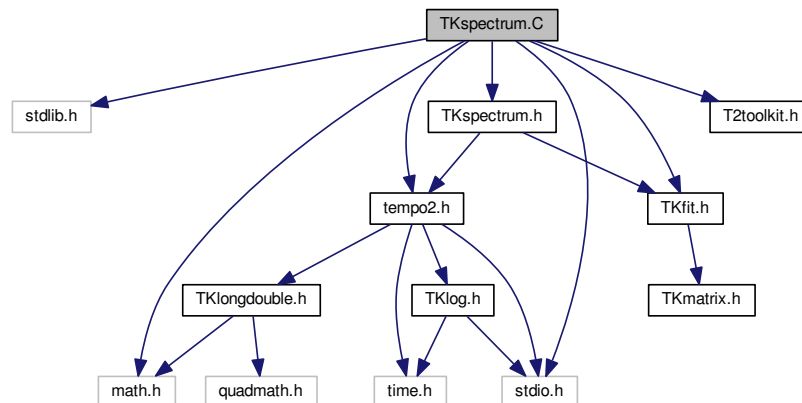 TKspectrum.C
stdlib.h
TKspectrum.h
T2toolkit.h
tempo2.h
TKfit.h
TKlongdouble.h
TKlog.h
TKmatrix.h
math.h
quadmath.h
time.h
stdio.h